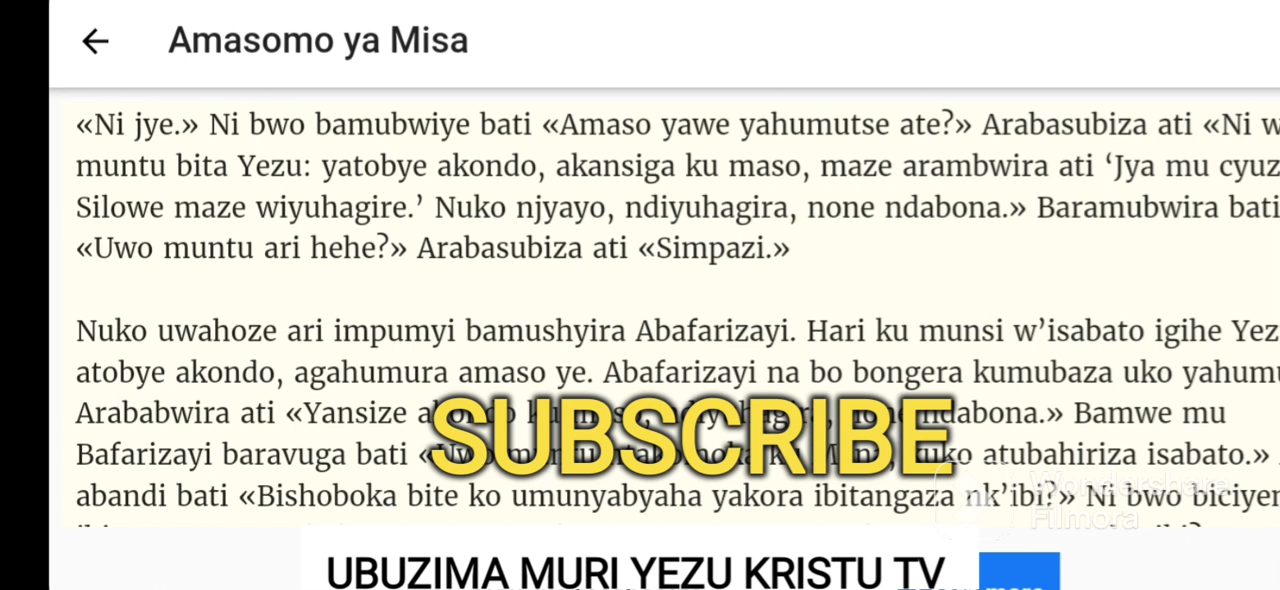 Amasomo ya Misa
«Ni jye.» Ni bwo bamubwiye bati «Amaso yawe yahumutse ate?» Arabasubiza ati «Ni
muntu bita Yezu: yatobye akondo, akansiga ku maso, maze arambwira ati ‘Jya mu
Silowe maze wiyuhagire.’ Nuko njyayo, ndiyuhagira, none ndabona.» Baramubwira bati
«Uwo muntu ari hehe?» Arabasubiza ati «Simpazi.»
Nuko uwahoze ari impumyi bamushyira Abafarizayi. Hari ku munsi w’isabato igihe
atobye akondo, agahumura amaso ye. Abafarizayi na bo bongera kumubaza uko
Arababwira ati «Yansize akondo ndabona.» Bamwe mu
SUBSCRIBE
Bafarizayi baravuga bati atubahiriza isabato.»
abandi bati «Bishoboka bite ko umunyabyaha yakora ibitangaza nk’ibi?» Ni bwo
Wondershare
Filmora
UBUZIMA MURI YEZU KRISTU TV